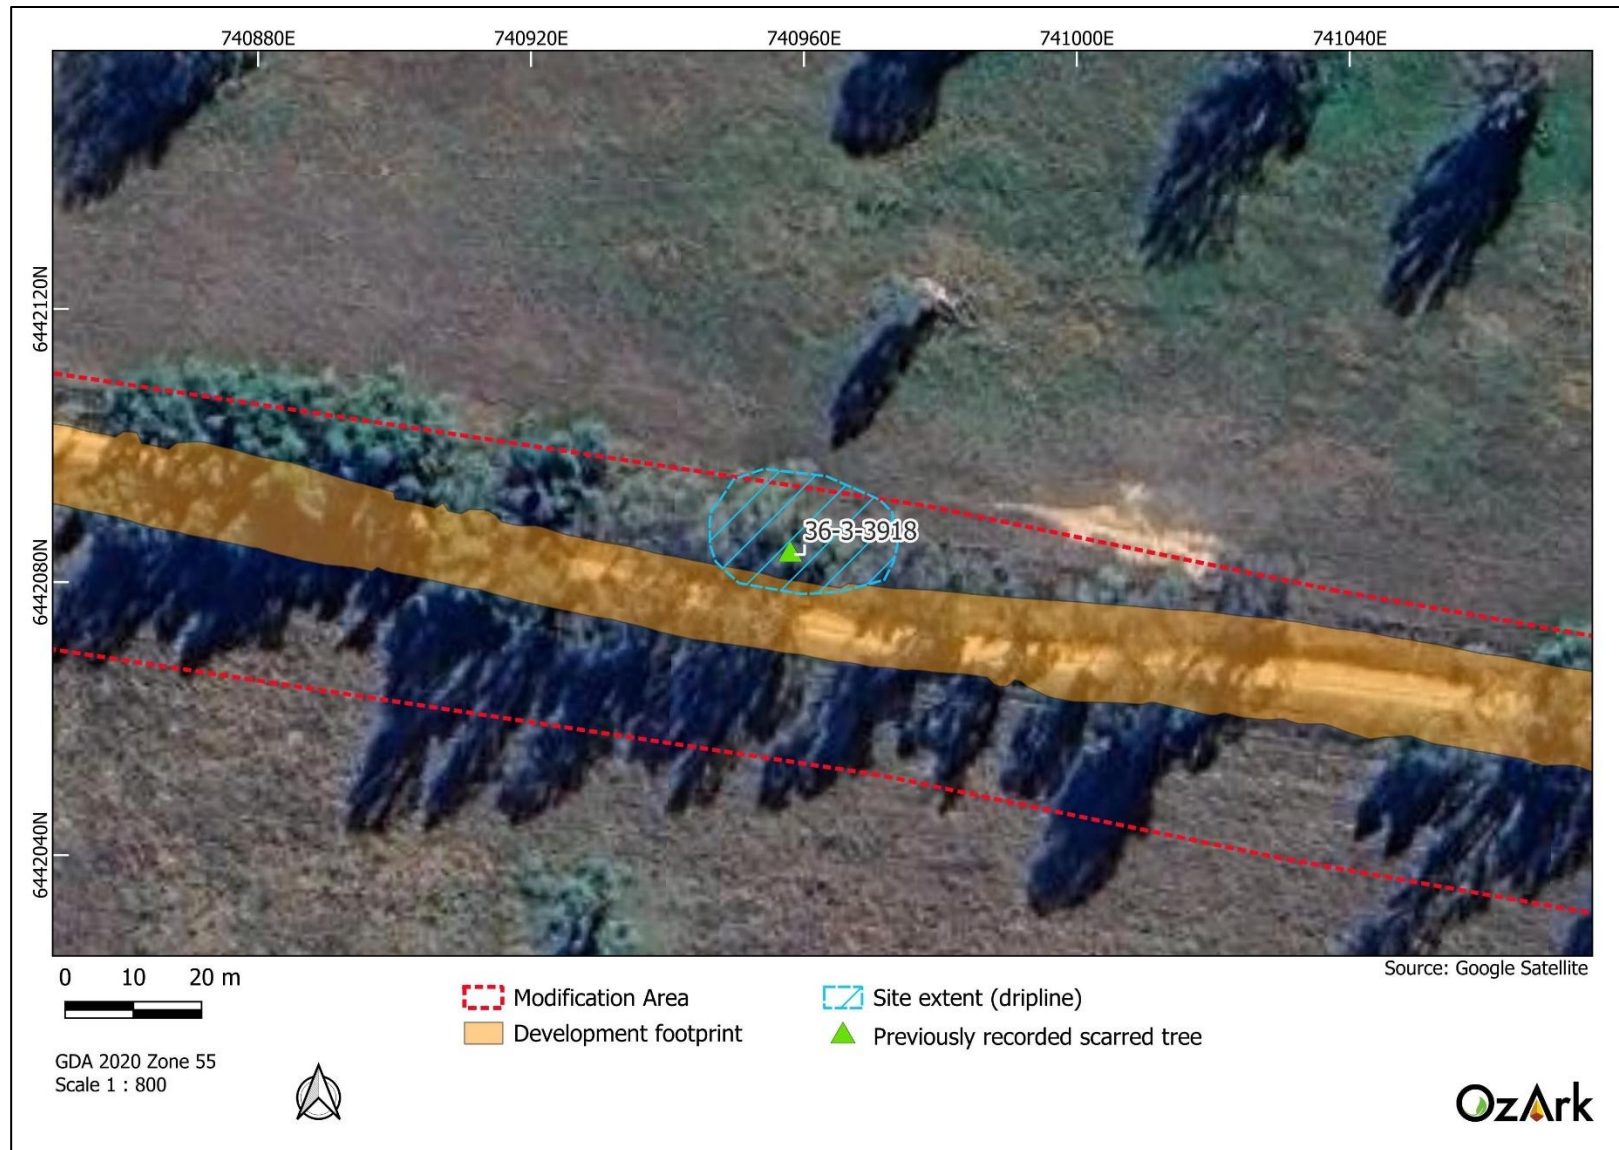 740880E 740920E 740960E 741000E 741040E
6442120N
6442080N
6442040N
36-3-3918
Source: Google Satellite
0 10 20 m
Modification Area
Site extent (dripline)
Development footprint
Previously recorded scarred tree
GDA 2020 Zone 55
Scale 1 : 800
OzArk